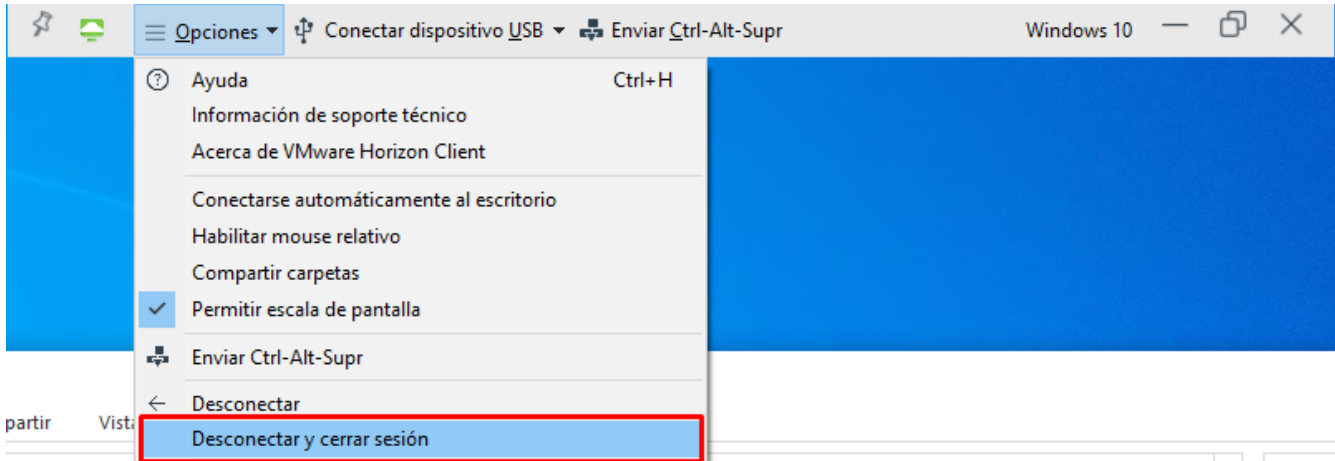 Opciones Conectar dispositivo USB Enviar Ctrl-Alt-Supr Windows 10
Ayuda Ctrl+H
Información de soporte técnico
Acerca de VMware Horizon Client
Conectarse automáticamente al escritorio
Habilitar mouse relativo
Compartir carpetas
Permitir escala de pantalla
Enviar Ctrl-Alt-Supr
Desconectar
partir Vista
Desconectar y cerrar sesión